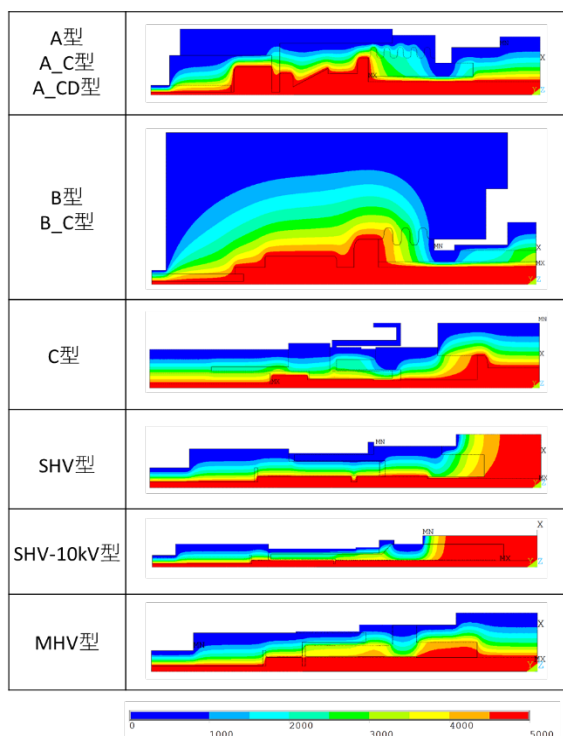 A型
A_C型
A_CD型
MX
X
B型
B_C型
MN
X
MX
C型
MN
X
SHV型
MN
X
SHV-10kV型
MN
X
MX
MHV型
X
MX
0
1000
2000
3000
4000
5000